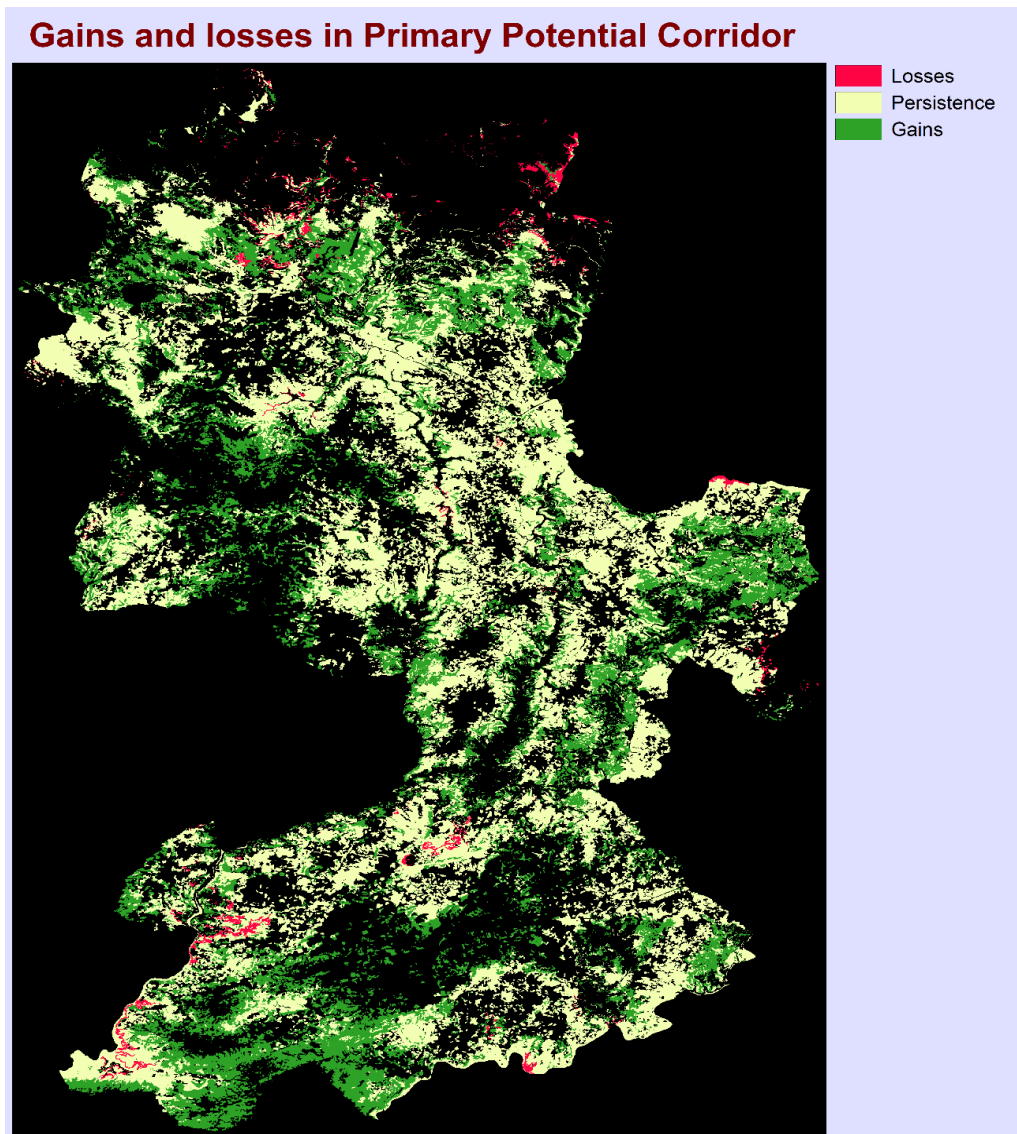 Gains and losses in Primary Potential Corridor
Losses
Persistence
Gains